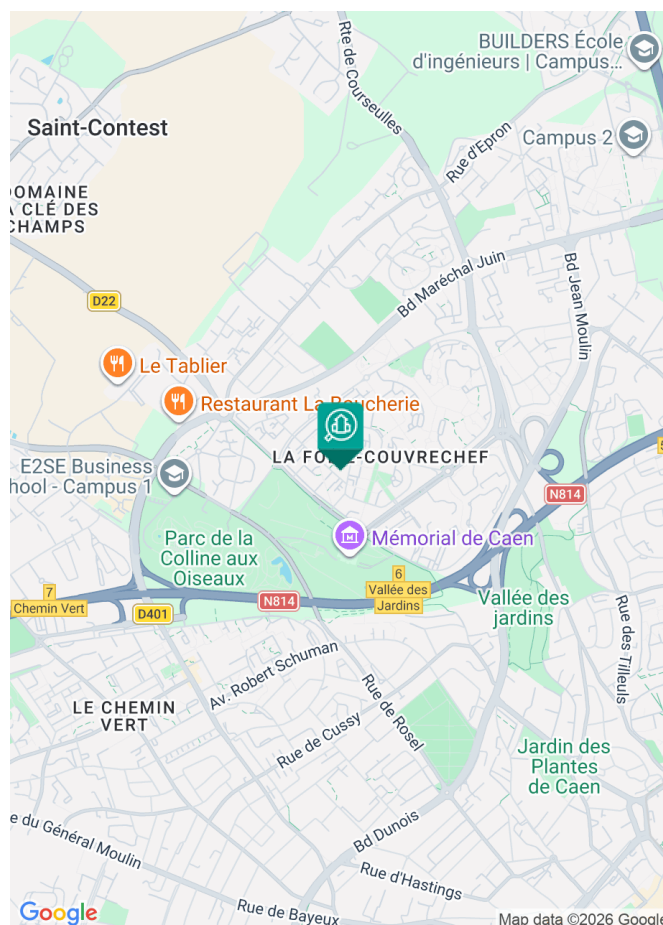 BUILDERS École
d'ingénieurs | Campus...
Rte de Courseulles
Saint-Contest
Campus 2
Rue d'Epron
DOMAINE
A CLÉ DES
CHAMPS
Bd Maréchal Juin
Bd Jean Moulin
D22
Le Tablier
Restaurant La Boucherie
LA FOLIE-COUVRECHEF
E2SE Business
hool - Campus 1
N814
5
Mémorial de Caen
Parc de la
Colline aux
Oiseaux
7
Chemin Vert
D401
N814
6
Vallée des
Jardins
Vallée des
jardins
Rue des Tilleuls
Av. Robert Schuman
LE CHEMIN
VERT
Rue de Rosel
Rue de Cussy
Jardin des
Plantes
de Caen
e du Général Moulin
Bd Dunois
Rue d'Hastings
Rue de Bayeux
Google
Map data ©2026 Google